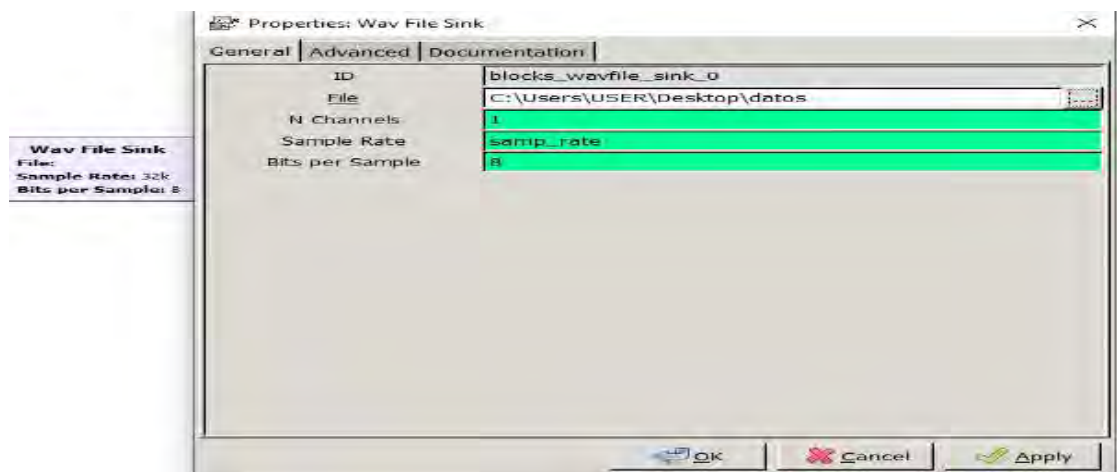 Properties: Wav File Sink
General Advanced Documentation
ID blocks_wavfile_sink_0
File C:\Users\USER\Desktop\datos ...
N Channels 1
Sample Rate samp_rate
Bits per Sample 8
Wav File Sink
File:
Sample Rate: 32k
Bits per Sample: 8
OK Cancel Apply